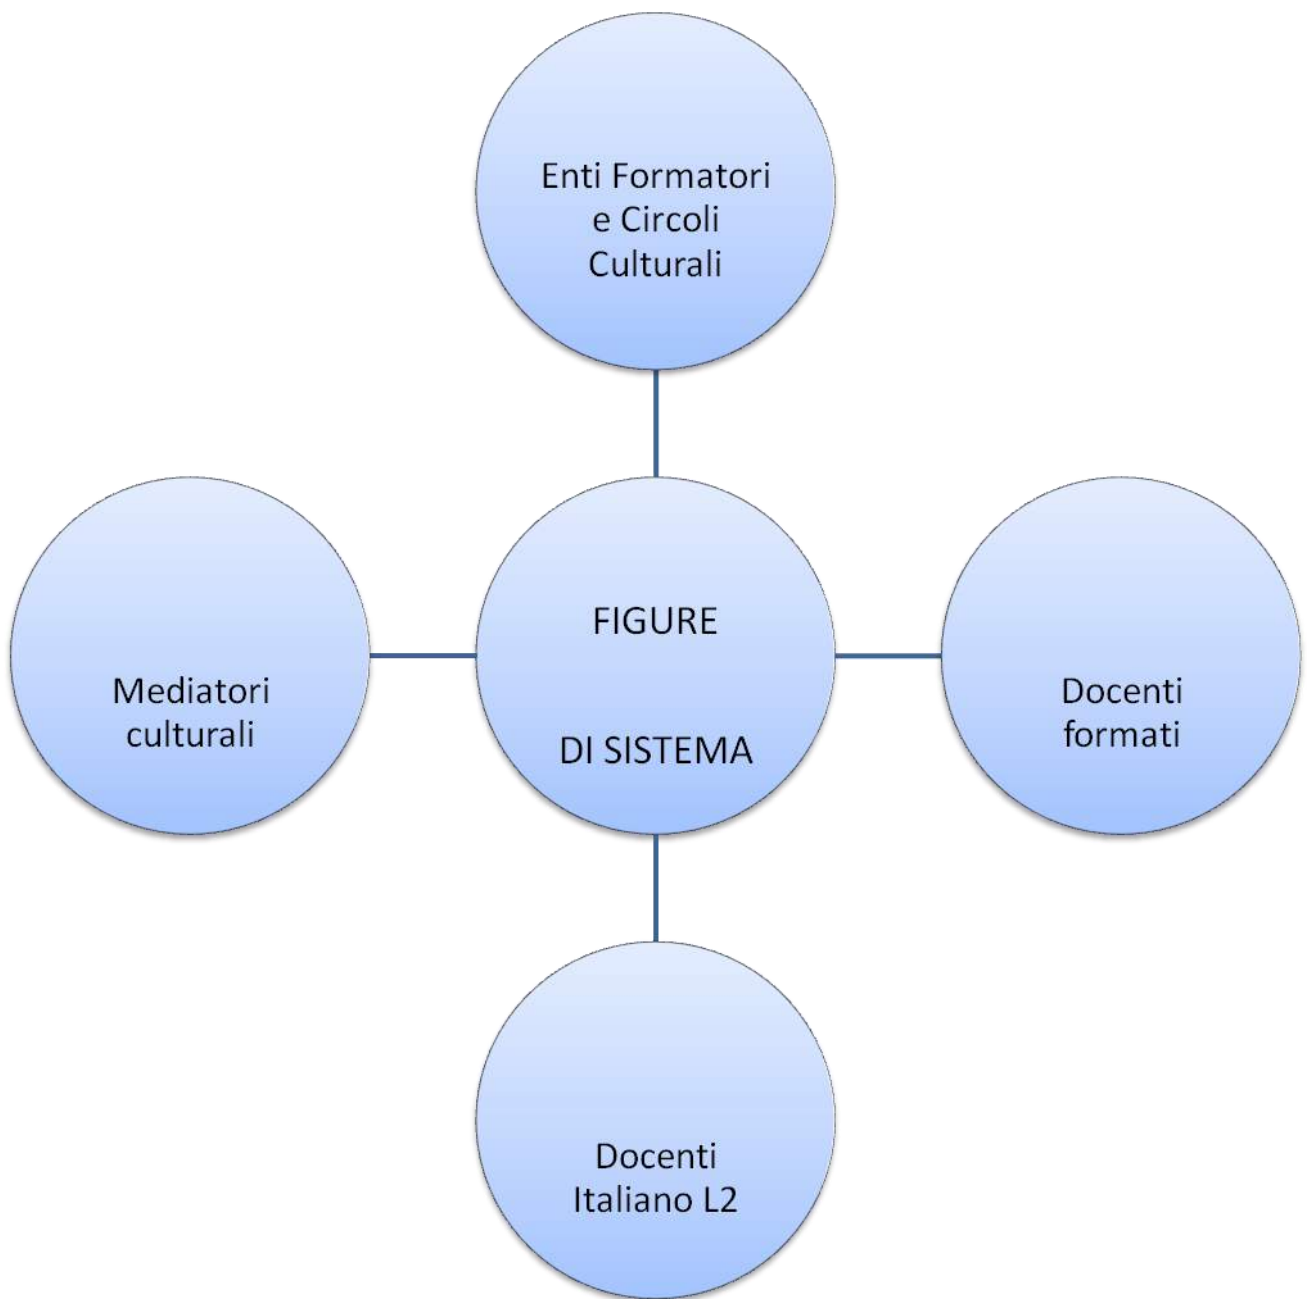 Enti Formatori
e Circoli
Culturali
Mediatori
culturali
FIGURE
DI SISTEMA
Docenti
formati
Docenti
Italiano L2